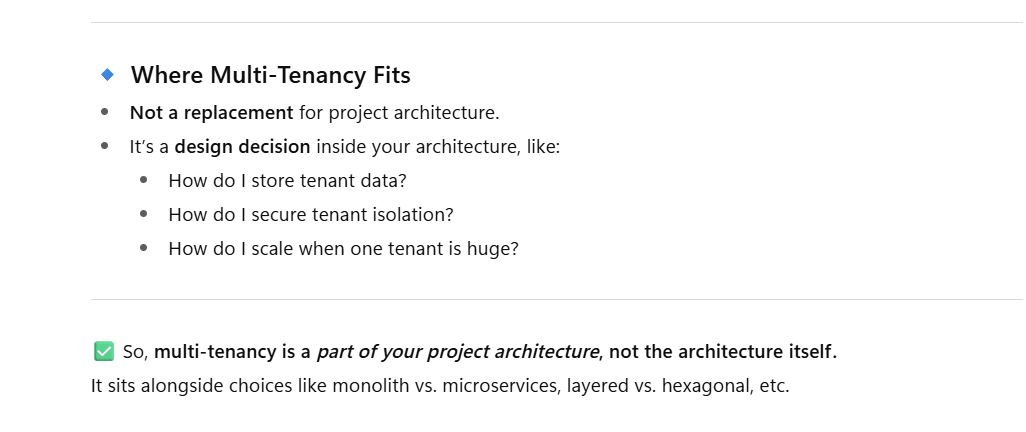 Where Multi-Tenancy Fits
Not a replacement for project architecture.
It’s a design decision inside your architecture, like:
How do I store tenant data?
How do I secure tenant isolation?
How do I scale when one tenant is huge?
So, multi-tenancy is a part of your project architecture, not the architecture itself.
It sits alongside choices like monolith vs. microservices, layered vs. hexagonal, etc.